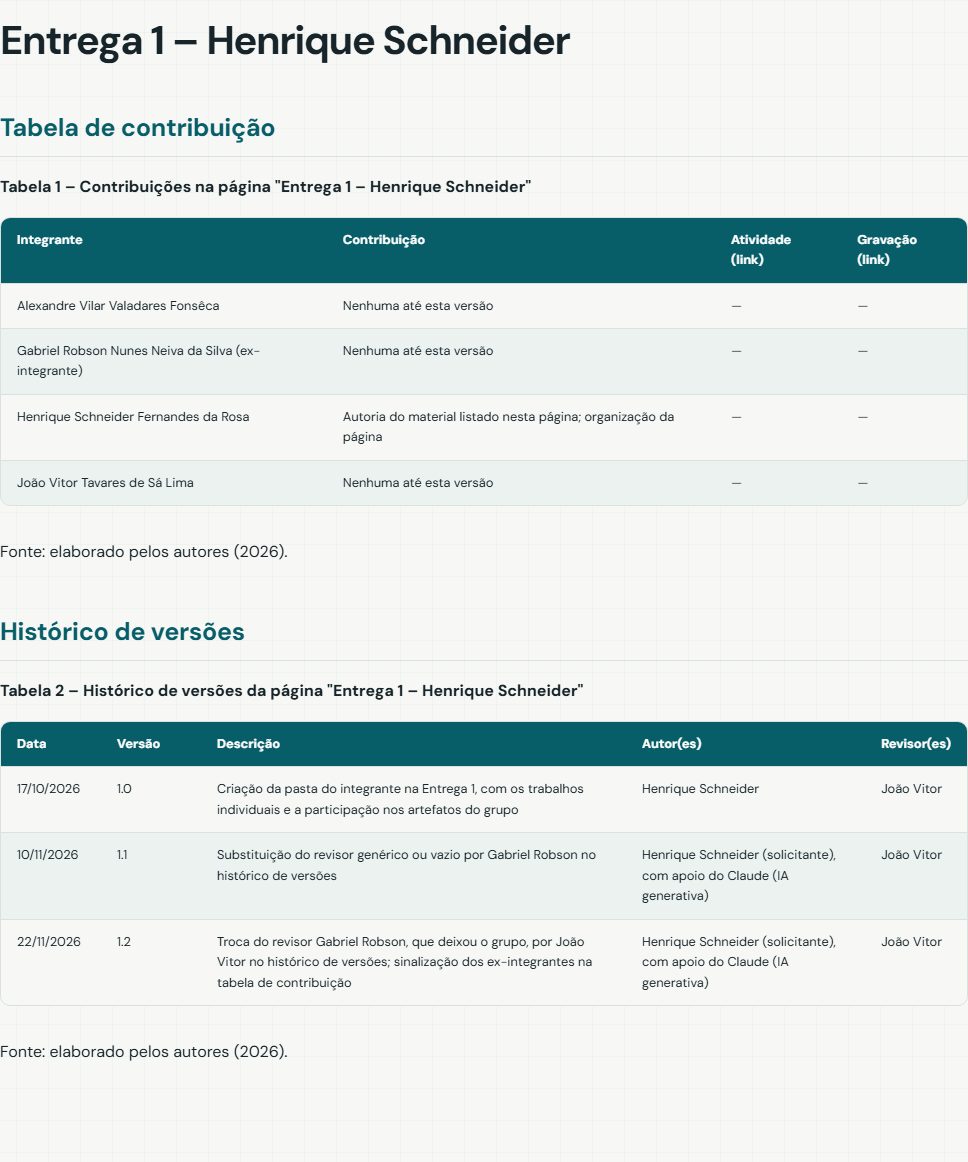 Entrega 1 – Henrique Schneider
Tabela de contribuição
Tabela 1 – Contribuições na página "Entrega 1 – Henrique Schneider"
Integrante Contribuição Atividade (link) Gravação (link)
Alexandre Vilar Valadares Fonsêca Nenhuma até esta versão — —
Gabriel Robson Nunes Neiva da Silva (ex-
integrante) Nenhuma até esta versão — —
Henrique Schneider Fernandes da Rosa Autoria do material listado nesta página; organização da
página — —
João Vitor Tavares de Sá Lima Nenhuma até esta versão — —
Fonte: elaborado pelos autores (2026).
Histórico de versões
Tabela 2 – Histórico de versões da página "Entrega 1 – Henrique Schneider"
Data Versão Descrição Autor(es) Revisor(es)
17/10/2026 1.0 Criação da pasta do integrante na Entrega 1, com os trabalhos
individuais e a participação nos artefatos do grupo Henrique Schneider João Vitor
10/11/2026 1.1 Substituição do revisor genérico ou vazio por Gabriel Robson no
histórico de versões Henrique Schneider (solicitante),
com apoio do Claude (IA
generativa) João Vitor
22/11/2026 1.2 Troca do revisor Gabriel Robson, que deixou o grupo, por João
Vitor no histórico de versões; sinalização dos ex-integrantes na
tabela de contribuição Henrique Schneider (solicitante),
com apoio do Claude (IA
generativa) João Vitor
Fonte: elaborado pelos autores (2026).